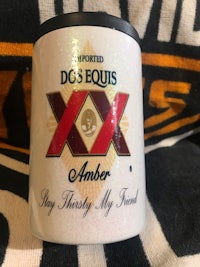 IMPORTED
DOS EQUIS
XX
Amber
Stay Thirsty My Friend